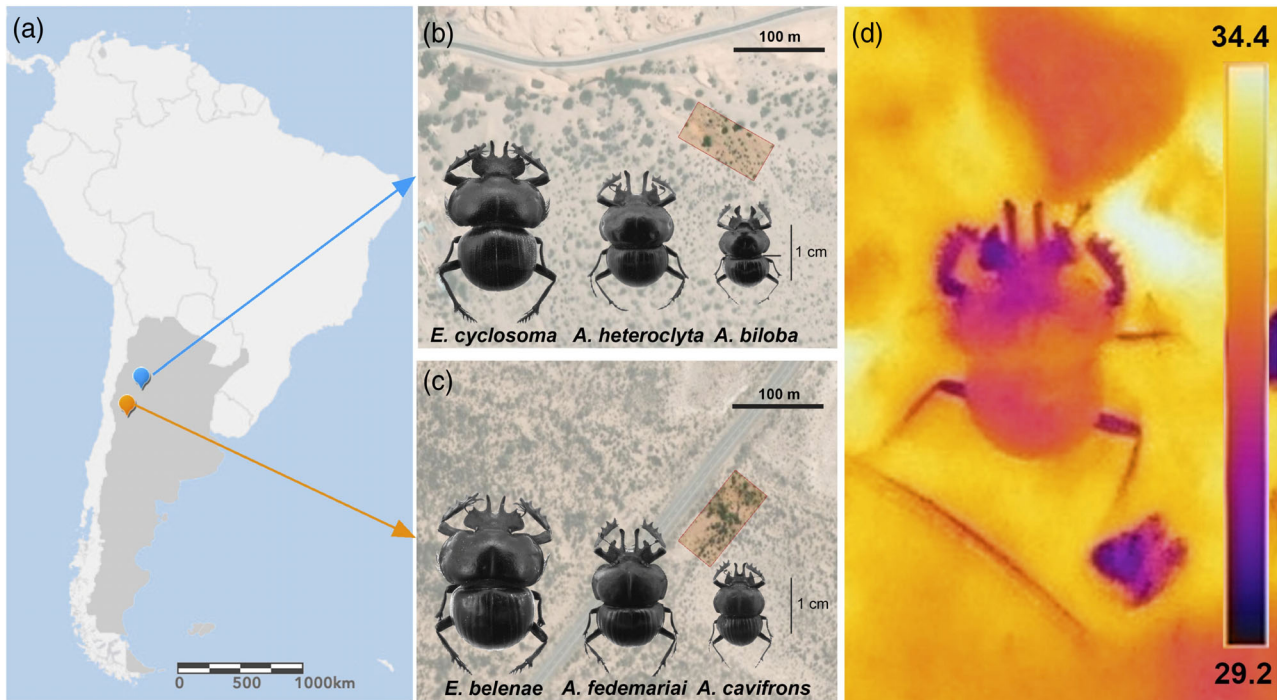 (a)
0 500 1000km
(b)
100 m
1 cm
E. cyclosoma A. heteroclyta A. biloba
(c)
100 m
1 cm
E. belenae A. fedemariai A. cavifrons
(d)
34.4
29.2